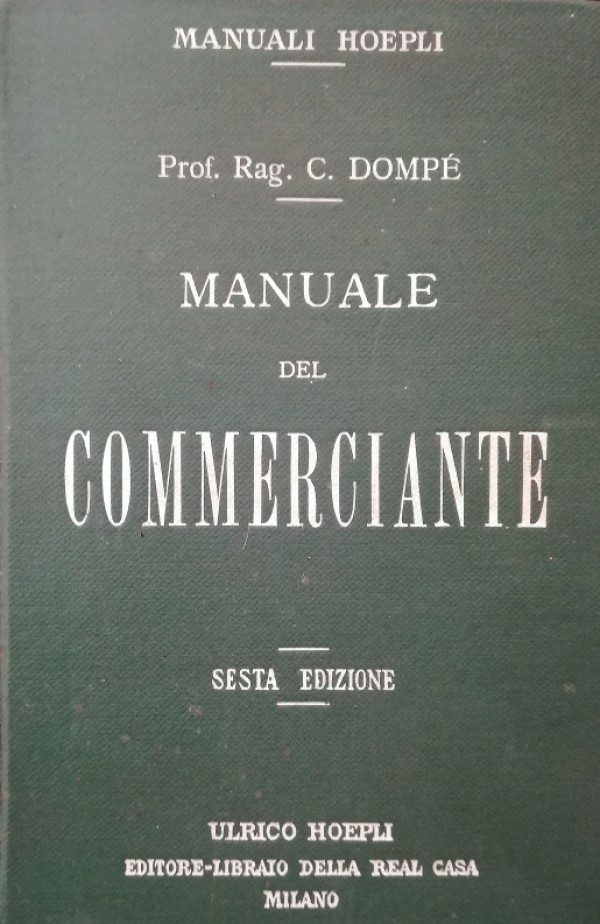 MANUALI HOEPLI
Prof. Rag. C. DOMPÉ
MANUALE
DEL
COMMERCIANTE
SESTA EDIZIONE
ULRICO HOEPLI
EDITORE-LIBRAIO DELLA REAL CASA
MILANO